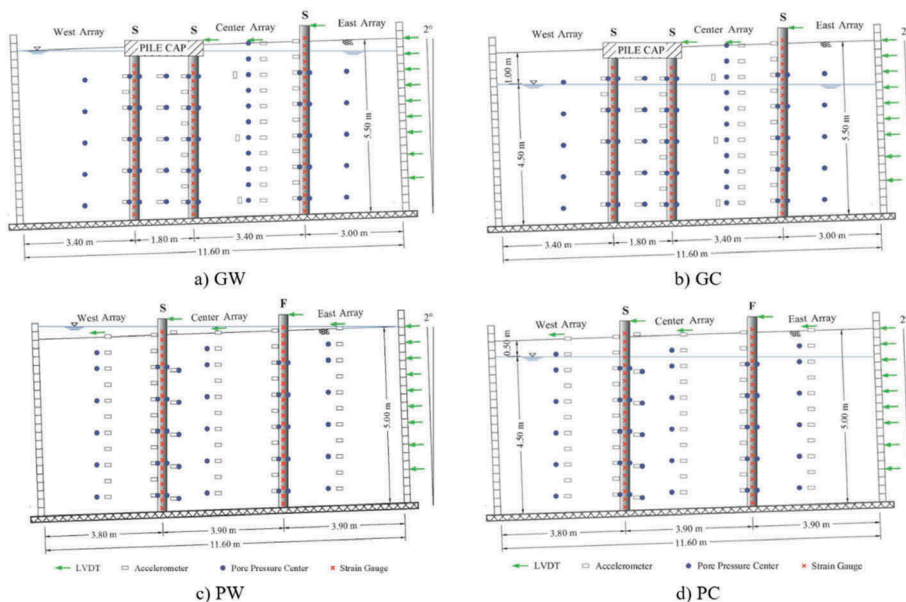 West Array S S Center Array S East Array 2°
PILE CAP
5.50 m
3.40 m 1.80 m 3.40 m 3.00 m
11.60 m
a) GW
West Array S S Center Array S East Array 2°
PILE CAP
1.00 m
4.50 m
5.50 m
3.40 m 1.80 m 3.40 m 3.00 m
11.60 m
b) GC
West Array S Center Array F East Array 2°
5.00 m
3.80 m 3.90 m 3.90 m
11.60 m
LVDT Accelerometer Pore Pressure Center Strain Gauge
c) PW
West Array S Center Array F East Array 2°
0.50 m
4.50 m
5.00 m
3.80 m 3.90 m 3.90 m
11.60 m
LVDT Accelerometer Pore Pressure Center Strain Gauge
d) PC